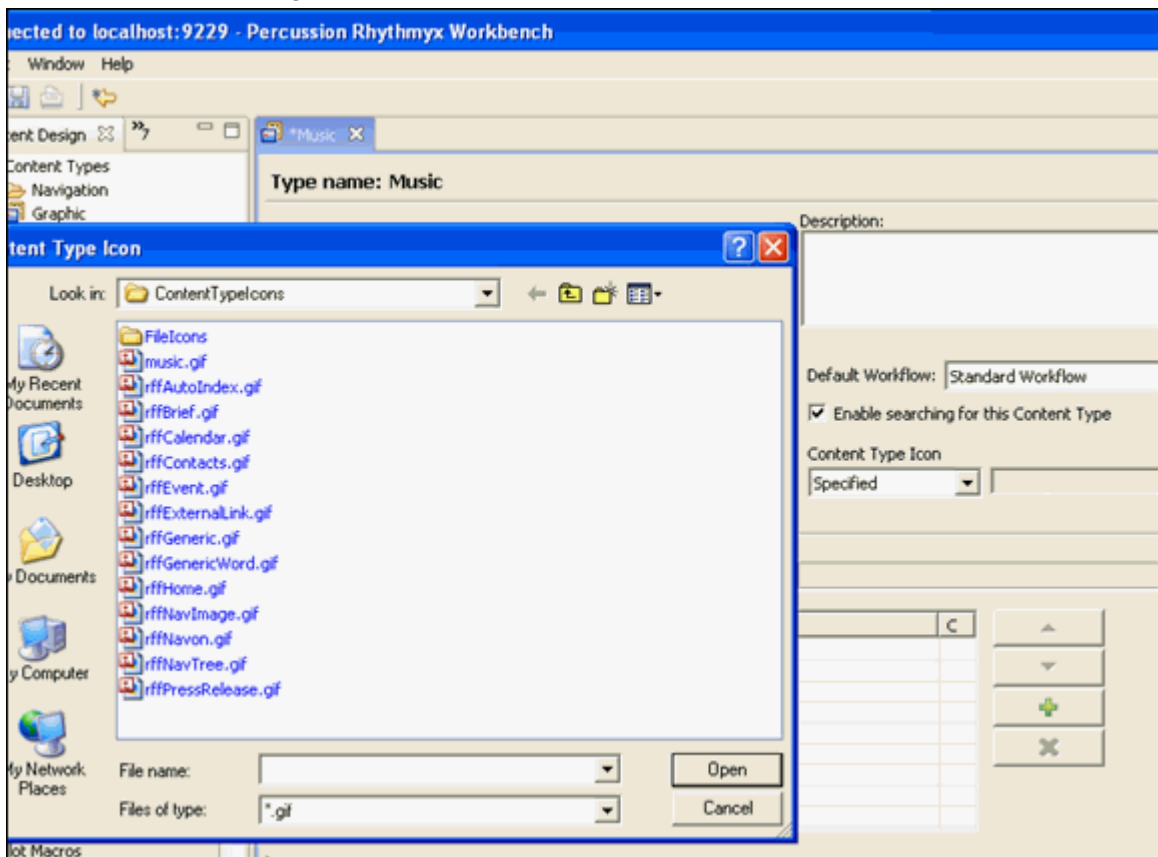 nected to localhost:9229 - Percussion Rhythmyx Workbench
Window Help
tent Design
*Music
Content Types
Navigation
Graphic
Type name: Music
Description:
tent Type Icon
Look in: ContentTypeIcons
FileIcons
music.gif
rffAutoIndex.gif
rffBrief.gif
rffCalendar.gif
rffContacts.gif
rffEvent.gif
rffExternalLink.gif
rffGeneric.gif
rffGenericWord.gif
rffHome.gif
rffNavImage.gif
rffNavon.gif
rffNavTree.gif
rffPressRelease.gif
My Recent
Documents
Desktop
y Documents
y Computer
My Network
Places
File name:
Open
Files of type: *.gif
Cancel
Default Workflow: Standard Workflow
Enable searching for this Content Type
Content Type Icon
Specified
C
lot Macros